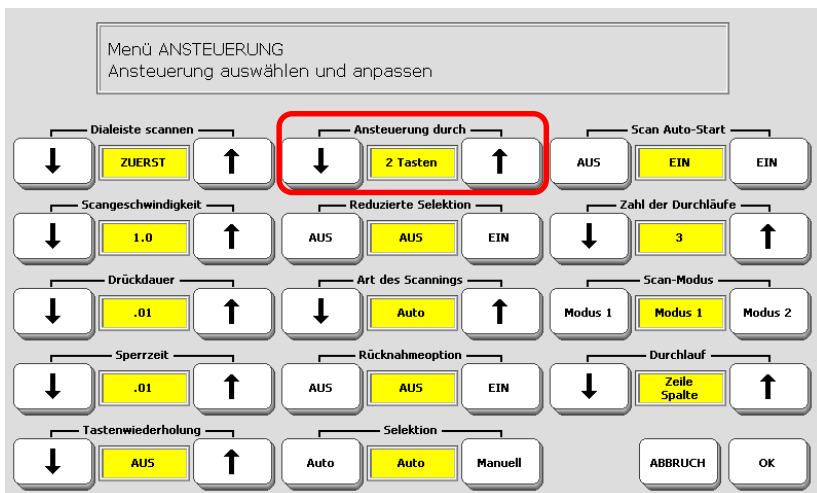 Menü ANSTEUERUNG
Ansteuerung auswählen und anpassen
Dialeiste scannen
Ansteuerung durch
Scan Auto-Start
ZUERST
2 Tasten
AUS
EIN
EIN
Scangeschwindigkeit
Reduzierte Selektion
Zahl der Durchläufe
1.0
AUS
AUS
EIN
3
Drückdauer
Art des Scannings
Scan-Modus
.01
Auto
Modus 1
Modus 1
Modus 2
Sperrzeit
Rücknahmeoption
Durchlauf
.01
AUS
AUS
EIN
Zeile
Spalte
Tastenwiederholung
Selektion
AUS
Auto
Auto
Manuell
ABBRUCH
OK